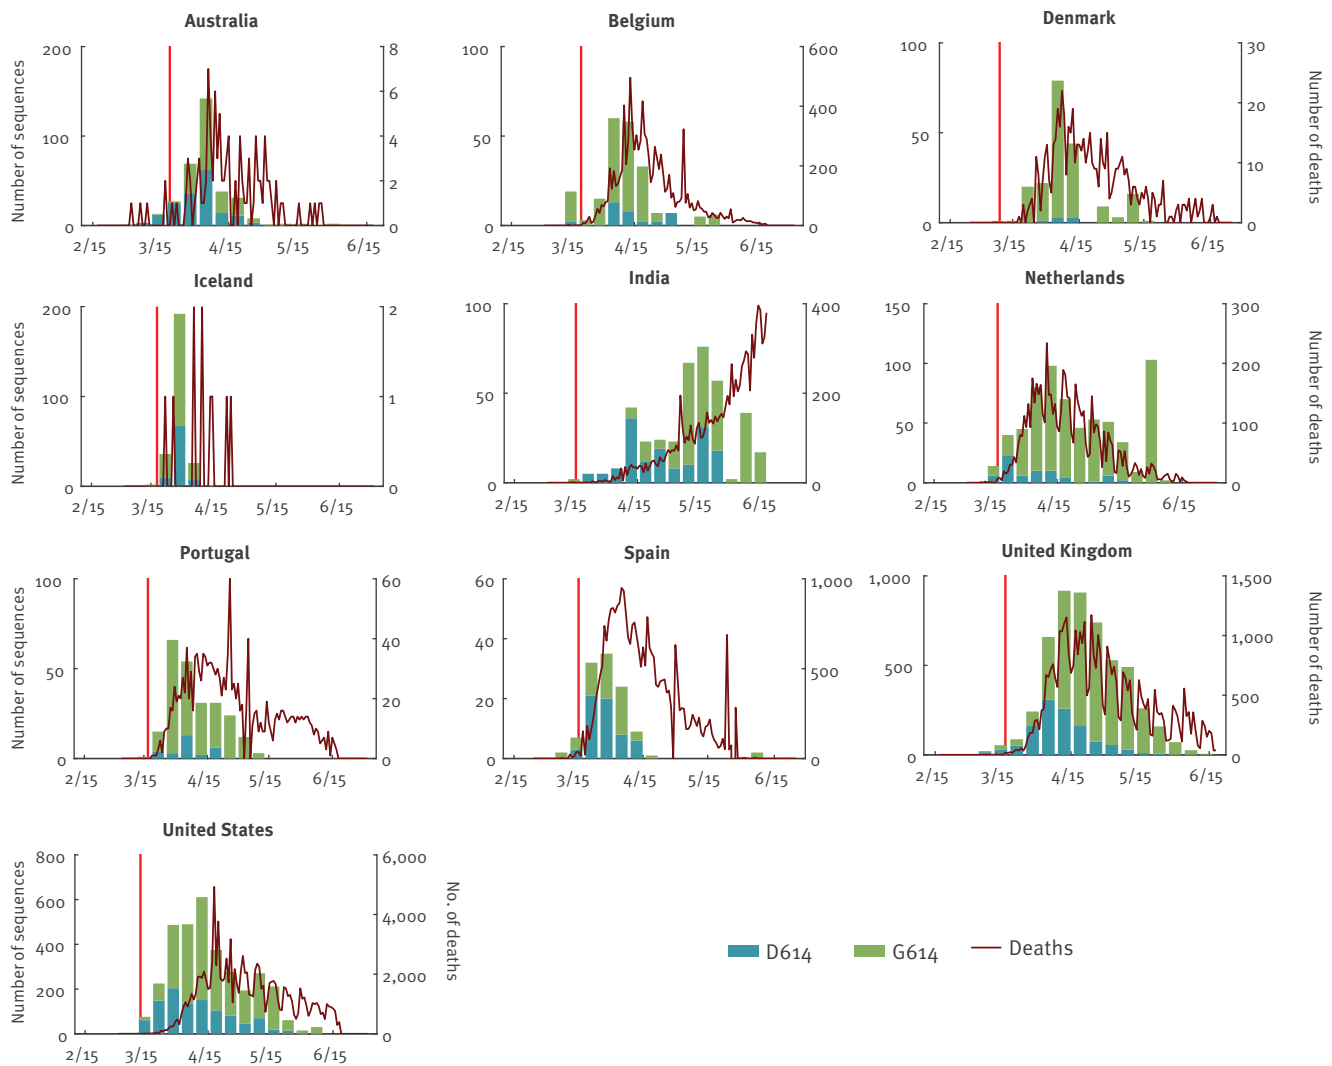 Australia
Belgium
Denmark
Number of sequences
200
100
0
8
6
4
2
0
2/15 3/15 4/15 5/15 6/15
100
50
0
600
400
200
0
2/15 3/15 4/15 5/15 6/15
100
50
0
30
20
10
0
2/15 3/15 4/15 5/15 6/15
Number of deaths
Iceland
India
Netherlands
Number of sequences
200
100
0
2
1
0
2/15 3/15 4/15 5/15 6/15
100
50
0
400
200
0
2/15 3/15 4/15 5/15 6/15
150
100
50
0
300
200
100
0
2/15 3/15 4/15 5/15 6/15
Number of deaths
Portugal
Spain
United Kingdom
Number of sequences
100
50
0
60
40
20
0
2/15 3/15 4/15 5/15 6/15
60
40
20
0
1,000
500
0
2/15 3/15 4/15 5/15 6/15
1,000
500
0
1,500
1,000
500
0
2/15 3/15 4/15 5/15 6/15
Number of deaths
United States
Number of sequences
800
600
400
200
0
6,000
4,000
2,000
0
2/15 3/15 4/15 5/15 6/15
No. of deaths
D614 G614 Deaths